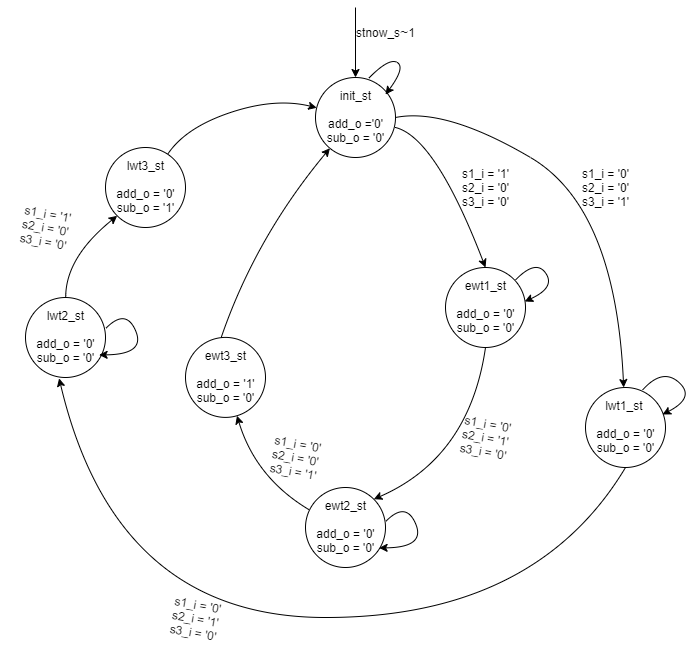 stnow_s~1
init_st
add_o ='0'
sub_o = '0'
lwt3_st
add_o = '0'
sub_o = '1'
s1_i = '1'
s2_i = '0'
s3_i = '0'
s1_i = '0'
s2_i = '0'
s3_i = '1'
s1_i = '1'
s2_i = '0'
s3_i = '0'
ewt1_st
add_o = '0'
sub_o = '0'
lwt2_st
add_o = '0'
sub_o = '0'
ewt3_st
add_o = '1'
sub_o = '0'
lwt1_st
add_o = '0'
sub_o = '0'
s1_i = '0'
s2_i = '1'
s3_i = '0'
s1_i = '0'
s2_i = '0'
s3_i = '1'
ewt2_st
add_o = '0'
sub_o = '0'
s1_i = '0'
s2_i = '1'
s3_i = '0'